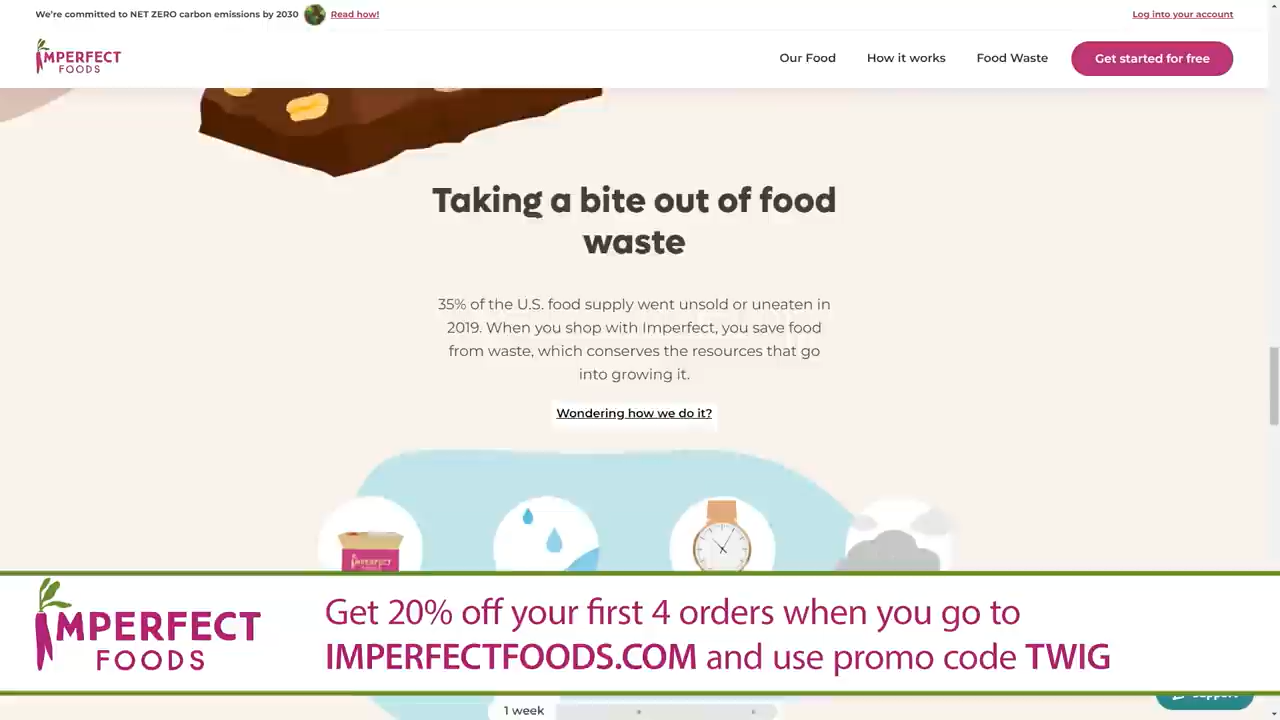 We're committed to NET ZERO carbon emissions by 2030 Read how!
Log into your account
IMPERFECT
FOODS
Our Food
How it works
Food Waste
Get started for free
Taking a bite out of food
waste
35% of the U.S. food supply went unsold or uneaten in
2019. When you shop with Imperfect, you save food
from waste, which conserves the resources that go
into growing it.
Wondering how we do it?
IMPERFECT
IMPERFECT
FOODS
Get 20% off your first 4 orders when you go to
IMPERFECTFOODS.COM and use promo code TWIG
Support
1 week